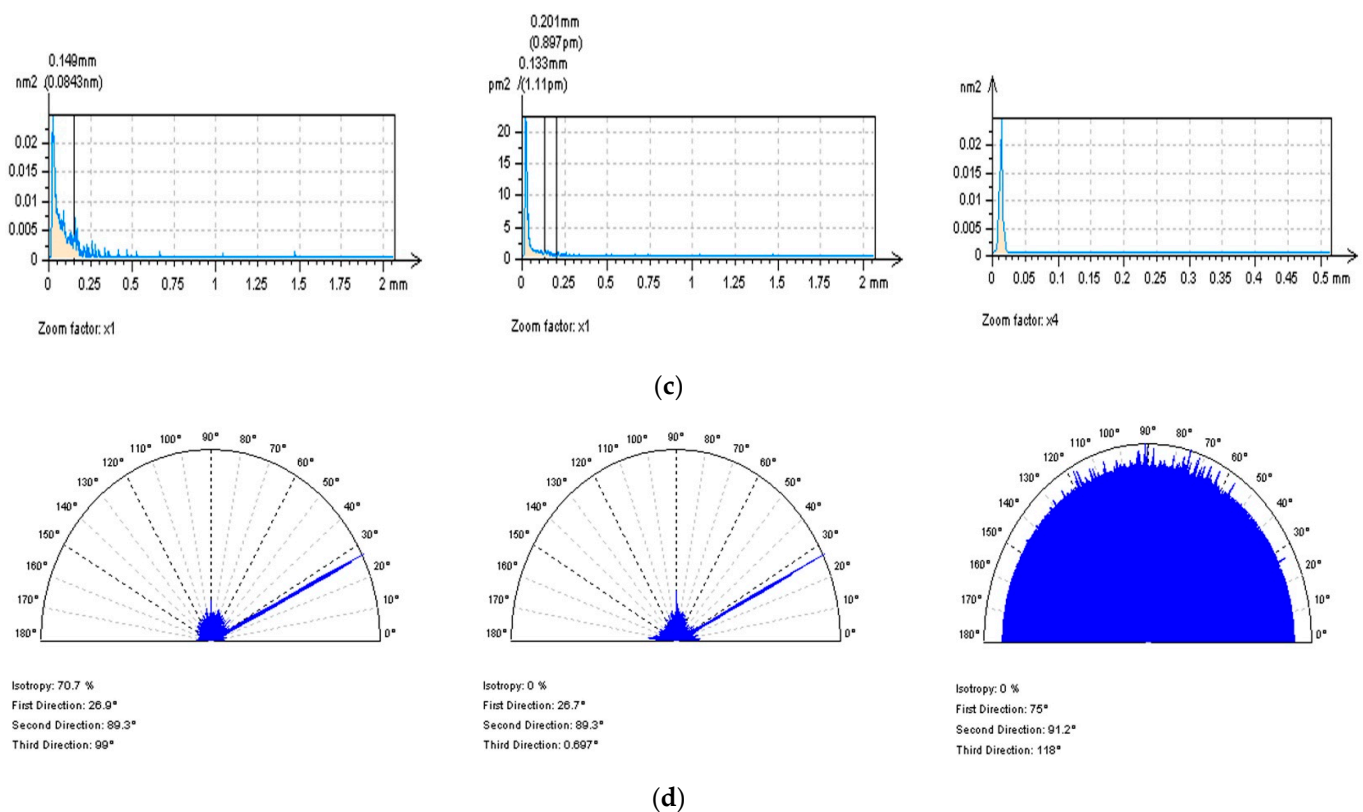 0.149mm
nm2 (0.0843nm)
0.02
0.015
0.01
0.005
0
0 0.25 0.5 0.75 1 1.25 1.5 1.75 2 mm
Zoom factor: x1
0.201mm
(0.897pm)
0.133mm
pm2 (1.11pm)
20
15
10
5
0
0 0.25 0.5 0.75 1 1.25 1.5 1.75 2 mm
Zoom factor: x1
nm2
0.02
0.015
0.01
0.005
0
0 0.05 0.1 0.15 0.2 0.25 0.3 0.35 0.4 0.45 0.5 mm
Zoom factor: x4
(c)
180° 170° 160° 150° 140° 130° 120° 110° 100° 90° 80° 70° 60° 50° 40° 30° 20° 10° 0°
Isotropy: 70.7 %
First Direction: 26.9°
Second Direction: 89.3°
Third Direction: 99°
180° 170° 160° 150° 140° 130° 120° 110° 100° 90° 80° 70° 60° 50° 40° 30° 20° 10° 0°
Isotropy: 0 %
First Direction: 26.7°
Second Direction: 89.3°
Third Direction: 0.697°
180° 170° 160° 150° 140° 130° 120° 110° 100° 90° 80° 70° 60° 50° 40° 30° 20° 10° 0°
Isotropy: 0 %
First Direction: 75°
Second Direction: 91.2°
Third Direction: 118°
(d)